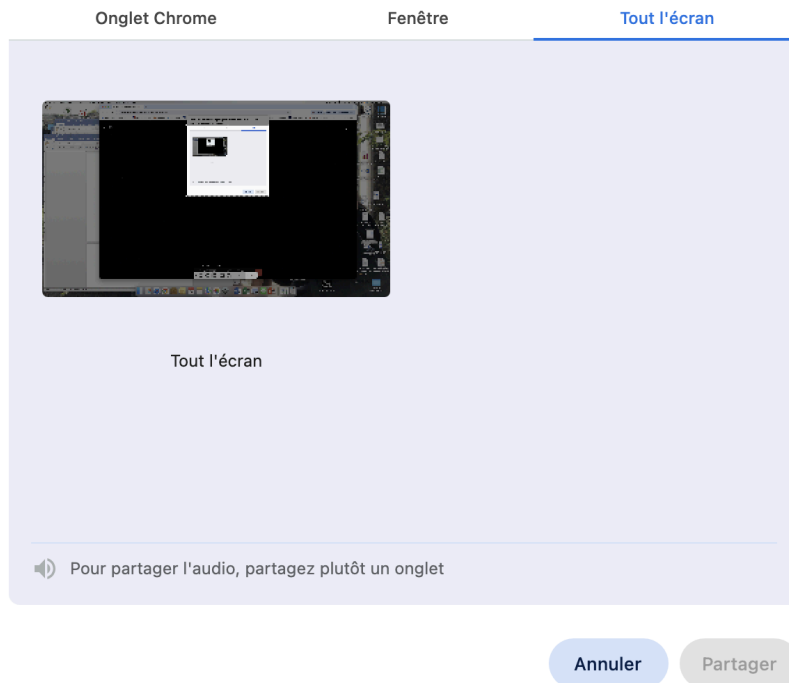 Onglet Chrome Fenêtre Tout l'écran
Tout l'écran
Pour partager l'audio, partagez plutôt un onglet
Annuler Partager